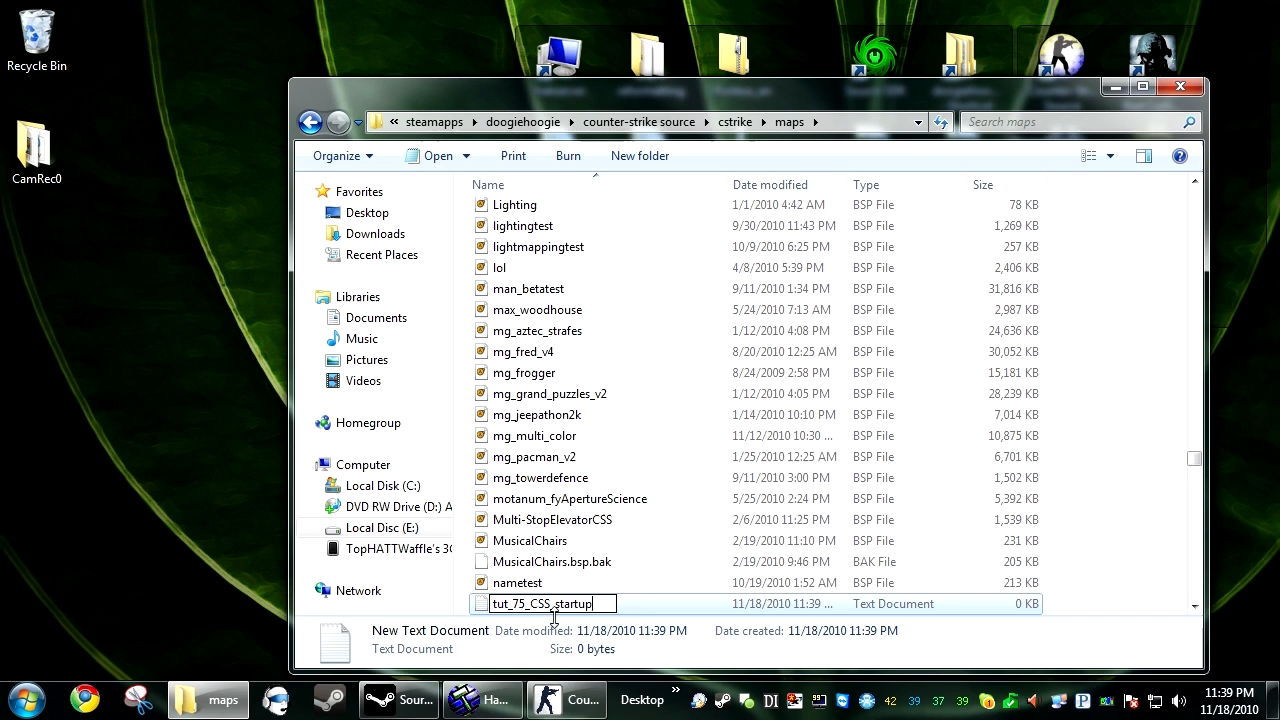 Recycle Bin
CamRec0
« steamapps ▸ doogiehoogie ▸ counter-strike source ▸ cstrike ▸ maps ▸
Search maps
Organize Open Print Burn New folder
Name Date modified Type Size
Favorites
Desktop
Downloads
Recent Places
Libraries
Documents
Music
Pictures
Videos
Homegroup
Computer
Local Disk (C:)
DVD RW Drive (D:) A
Local Disc (E:)
TopHATTWaffle's 3G
Network
Lighting 1/1/2010 4:42 AM BSP File 78 KB
lightingtest 9/30/2010 11:43 PM BSP File 1,269 KB
lightmappingtest 10/9/2010 6:25 PM BSP File 257 KB
lol 4/8/2010 5:39 PM BSP File 2,406 KB
man_betatest 9/11/2010 1:34 PM BSP File 31,816 KB
max_woodhouse 5/24/2010 7:13 AM BSP File 2,987 KB
mg_aztec_strafes 1/12/2010 4:08 PM BSP File 24,636 KB
mg_fred_v4 8/20/2010 12:25 AM BSP File 30,052 KB
mg_frogger 8/24/2009 2:58 PM BSP File 15,181 KB
mg_grand_puzzles_v2 1/12/2010 4:05 PM BSP File 28,239 KB
mg_jeepathon2k 1/14/2010 10:10 PM BSP File 7,014 KB
mg_multi_color 11/12/2010 10:30 ... BSP File 10,875 KB
mg_pacman_v2 1/25/2010 12:25 AM BSP File 6,701 KB
mg_towerdefence 9/11/2010 3:00 PM BSP File 1,502 KB
motanum_fyApertureScience 5/25/2010 2:24 PM BSP File 5,392 KB
Multi-StopElevatorCSS 2/6/2010 11:25 PM BSP File 1,539 KB
MusicalChairs 2/19/2010 11:10 PM BSP File 231 KB
MusicalChairs.bsp.bak 2/19/2010 9:46 PM BAK File 205 KB
nametest 10/19/2010 1:52 AM BSP File 213 KB
tut_75_CSS_startup 11/18/2010 11:39 ... Text Document 0 KB
New Text Document Date modified: 11/18/2010 11:39 PM Date created: 11/18/2010 11:39 PM
Text Document Size: 0 bytes
maps Sour... Ha... Cou... Desktop » DI 42 39 37 39 P
11:39 PM
11/18/2010